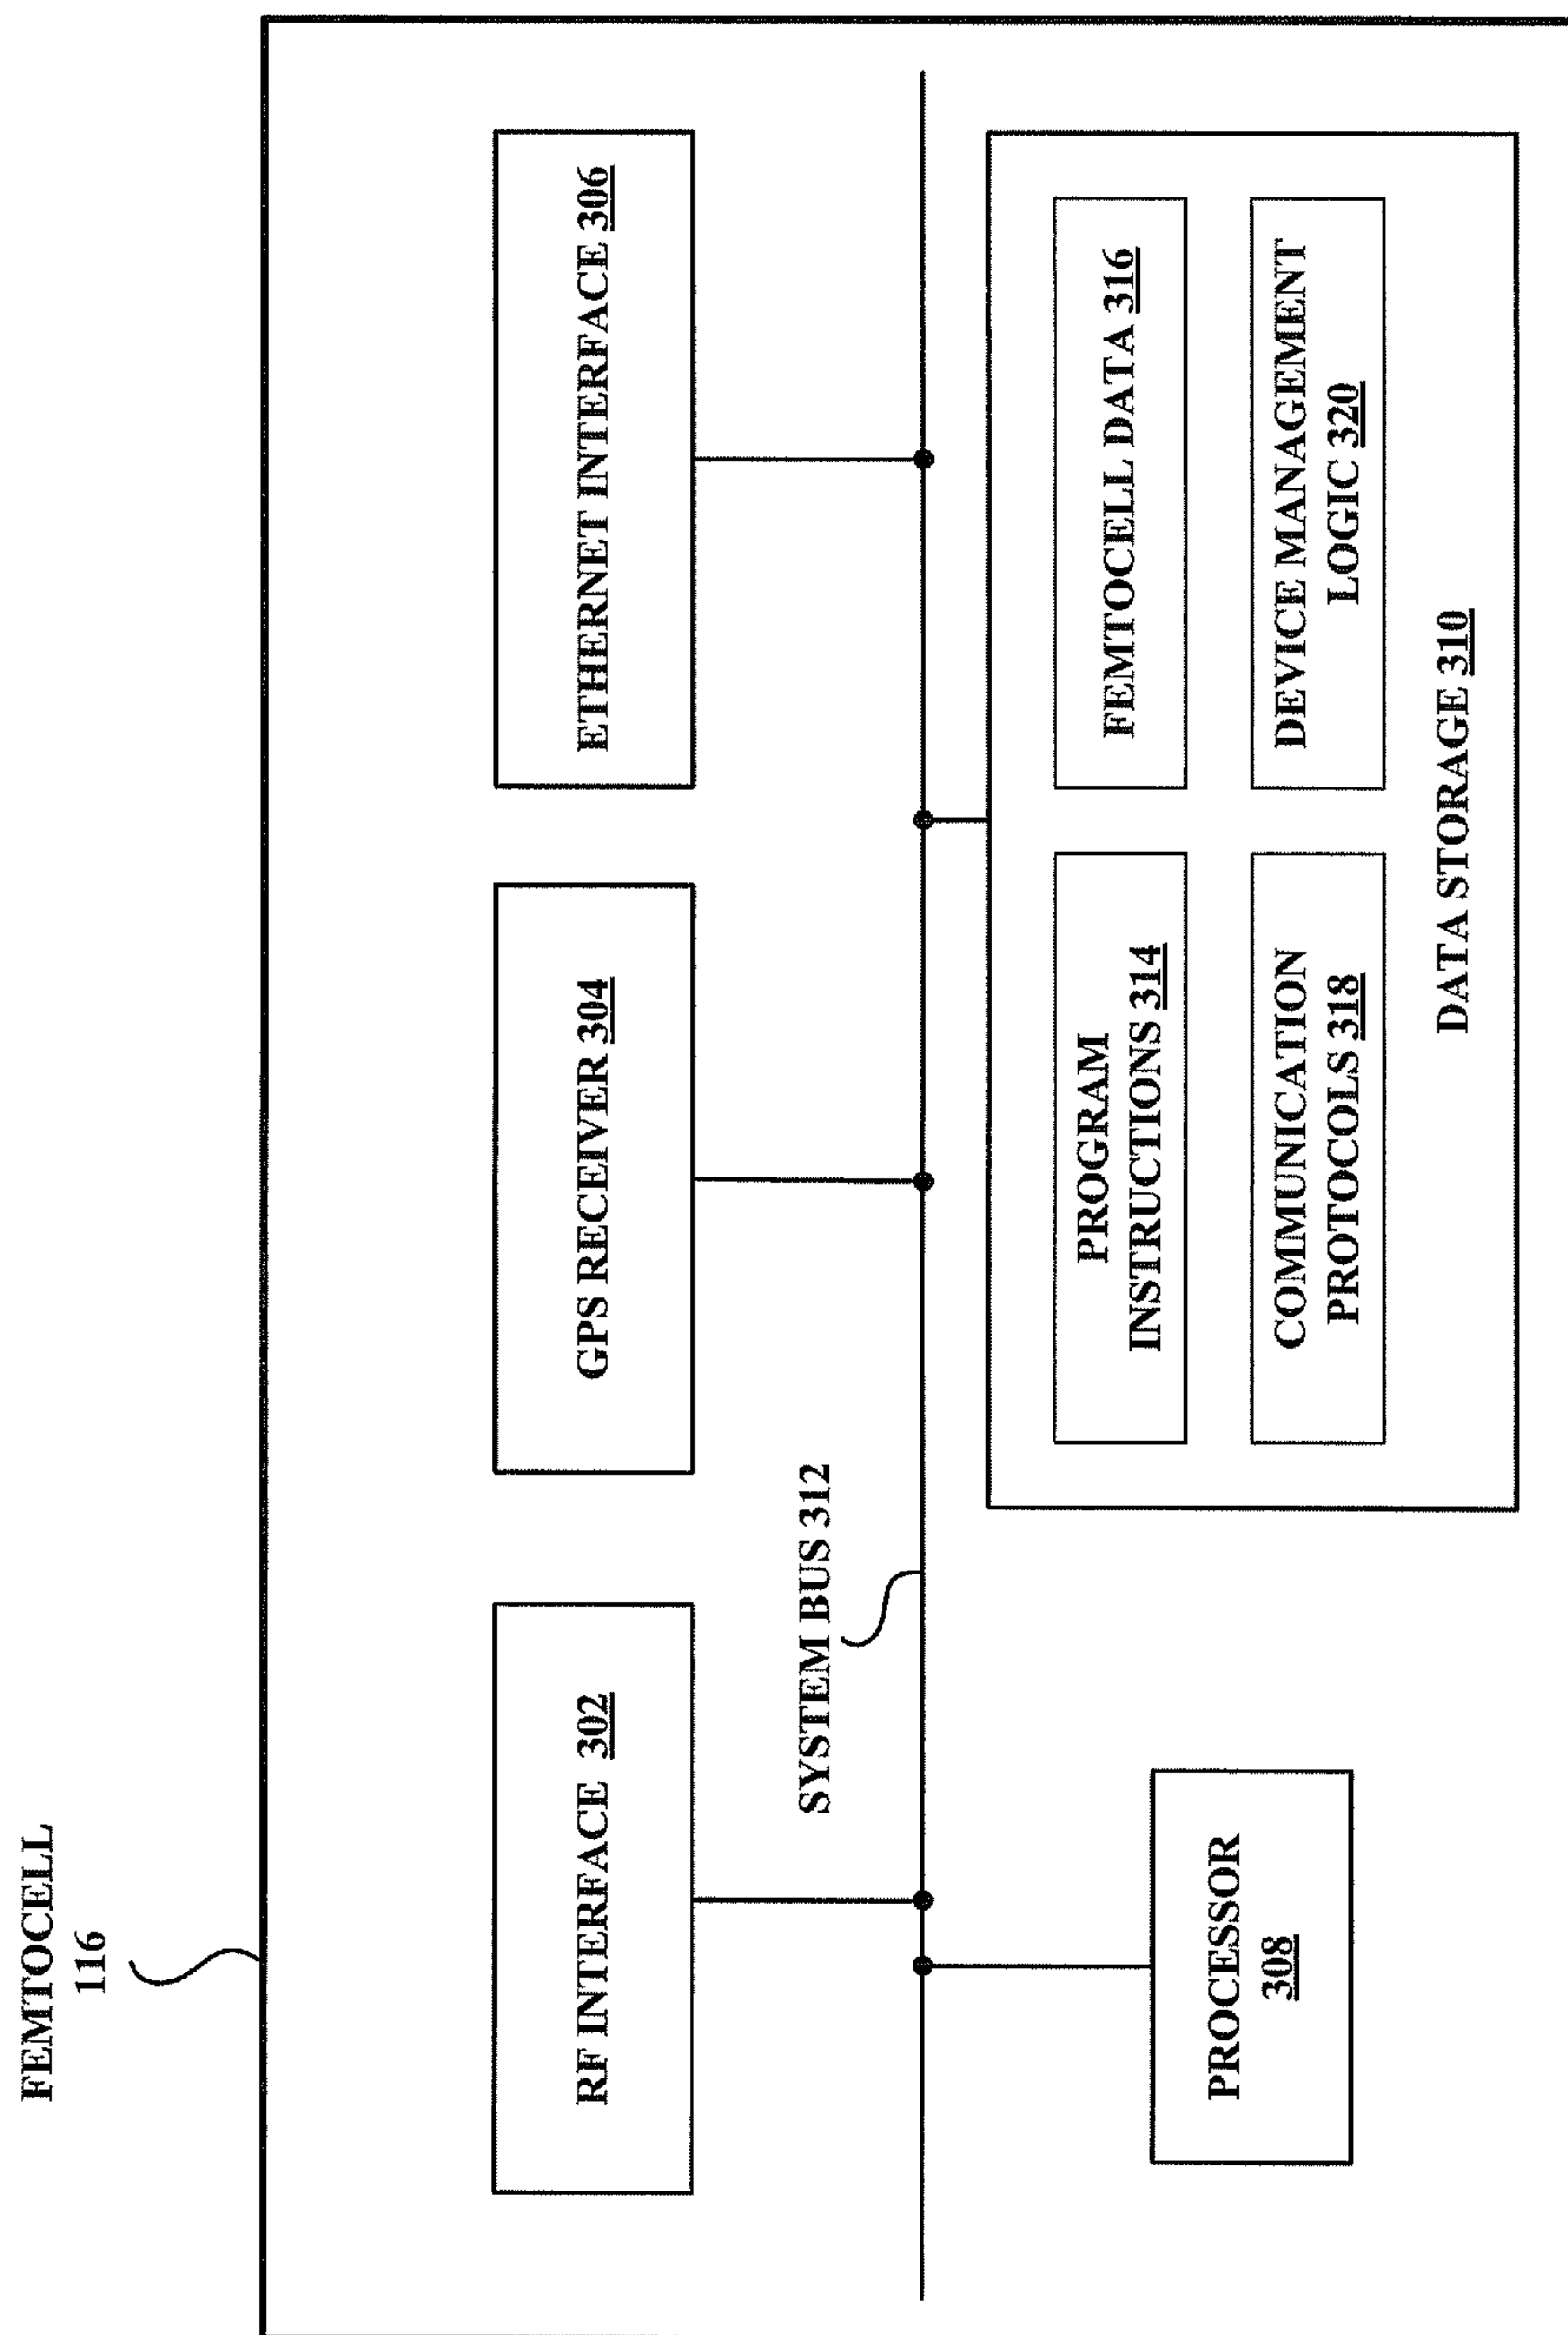 FEMTOCELL
116
RF INTERFACE 302
GPS RECEIVER 304
ETHERNET INTERFACE 306
SYSTEM BUS 312
PROCESSOR
308
PROGRAM
INSTRUCTIONS 314
FEMTOCELL DATA 316
COMMUNICATION
PROTOCOLS 318
DEVICE MANAGEMENT
LOGIC 320
DATA STORAGE 310